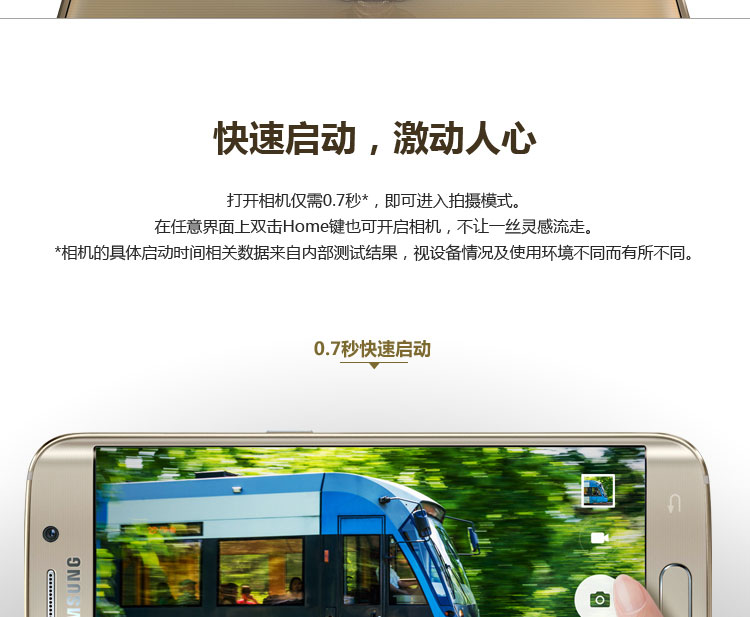 快速启动，激动人心
打开相机仅需0.7秒*，即可进入拍摄模式。
在任意界面上双击Home键也可开启相机，不让一丝灵感流走。
*相机的具体启动时间相关数据来自内部测试结果，视设备情况及使用环境不同而有所不同。
0.7秒快速启动
MSUNG